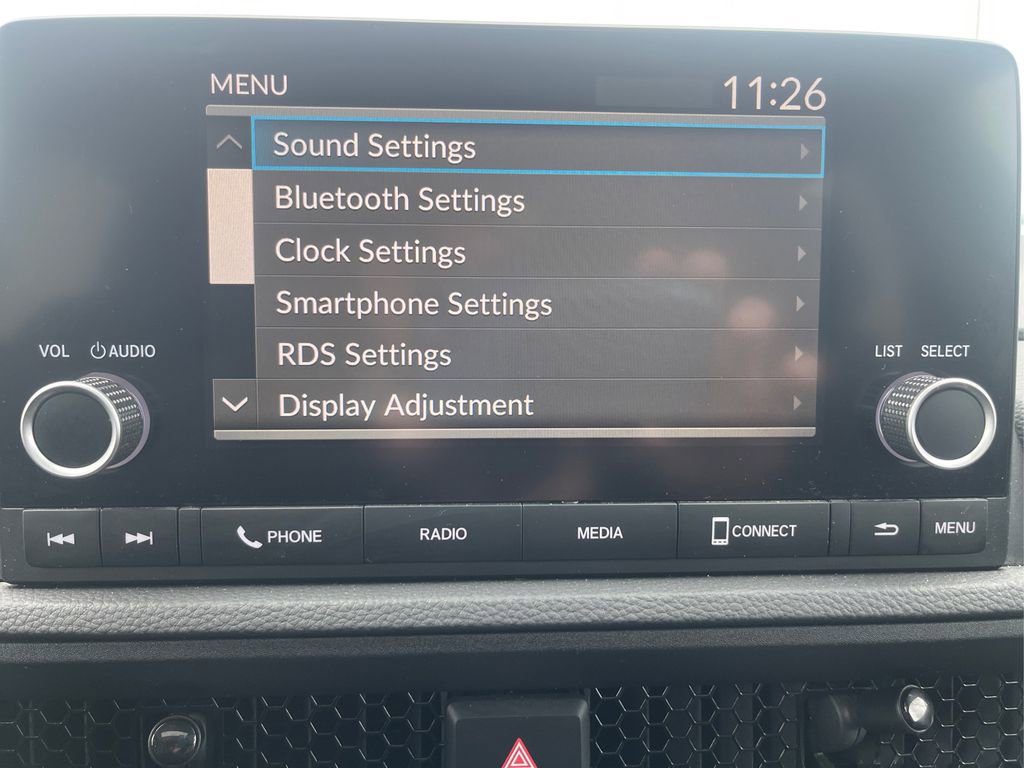 MENU 11:26
Sound Settings
Bluetooth Settings
Clock Settings
Smartphone Settings
RDS Settings
Display Adjustment
VOL AUDIO
LIST SELECT
PHONE RADIO MEDIA CONNECT MENU